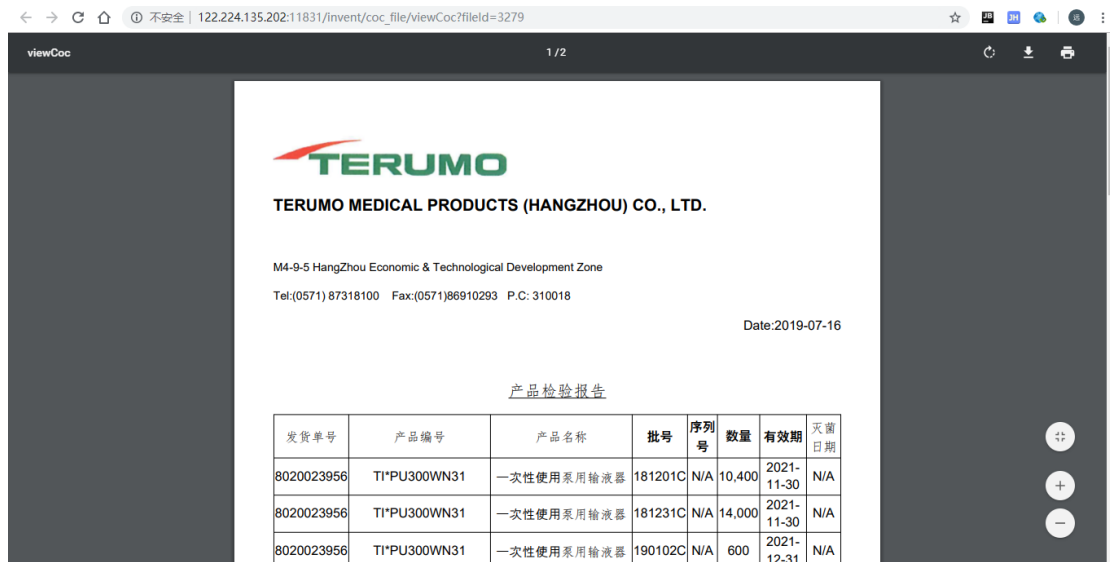 不安全 | 122.224.135.202:11831/invent/coc_file/viewCoc?fileId=3279
JB JH 远
viewCoc 1/2
TERUMO
TERUMO MEDICAL PRODUCTS (HANGZHOU) CO., LTD.
M4-9-5 HangZhou Economic & Technological Development Zone
Tel:(0571) 87318100 Fax:(0571)86910293 P.C: 310018
Date:2019-07-16
产品检验报告
发货单号 产品编号 产品名称 批号 序列号 数量 有效期 灭菌日期
8020023956 TI*PU300WN31 一次性使用泵用输液器 181201C N/A 10,400 2021-11-30 N/A
8020023956 TI*PU300WN31 一次性使用泵用输液器 181231C N/A 14,000 2021-11-30 N/A
8020023956 TI*PU300WN31 一次性使用泵用输液器 190102C N/A 600 2021-12-31 N/A